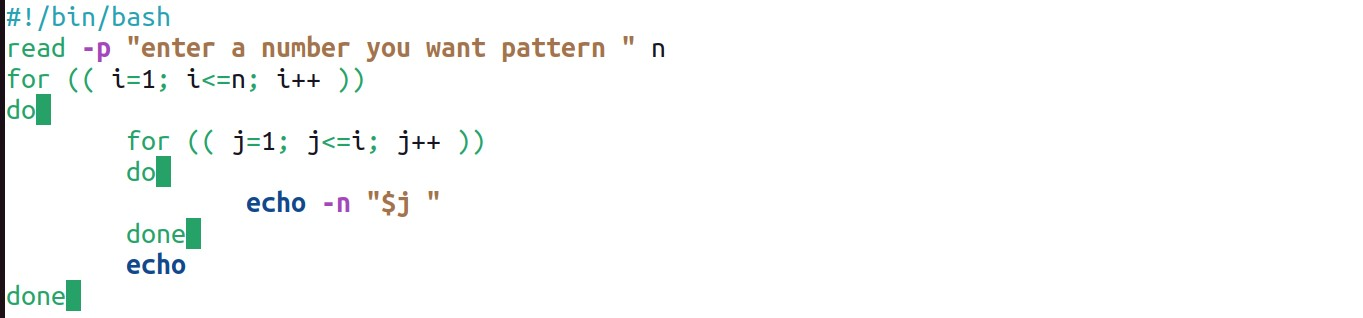 #!/bin/bash
read -p "enter a number you want pattern " n
for (( i=1; i<=n; i++ ))
do
        for (( j=1; j<=i; j++ ))
        do
                echo -n "$j "
        done
        echo
done